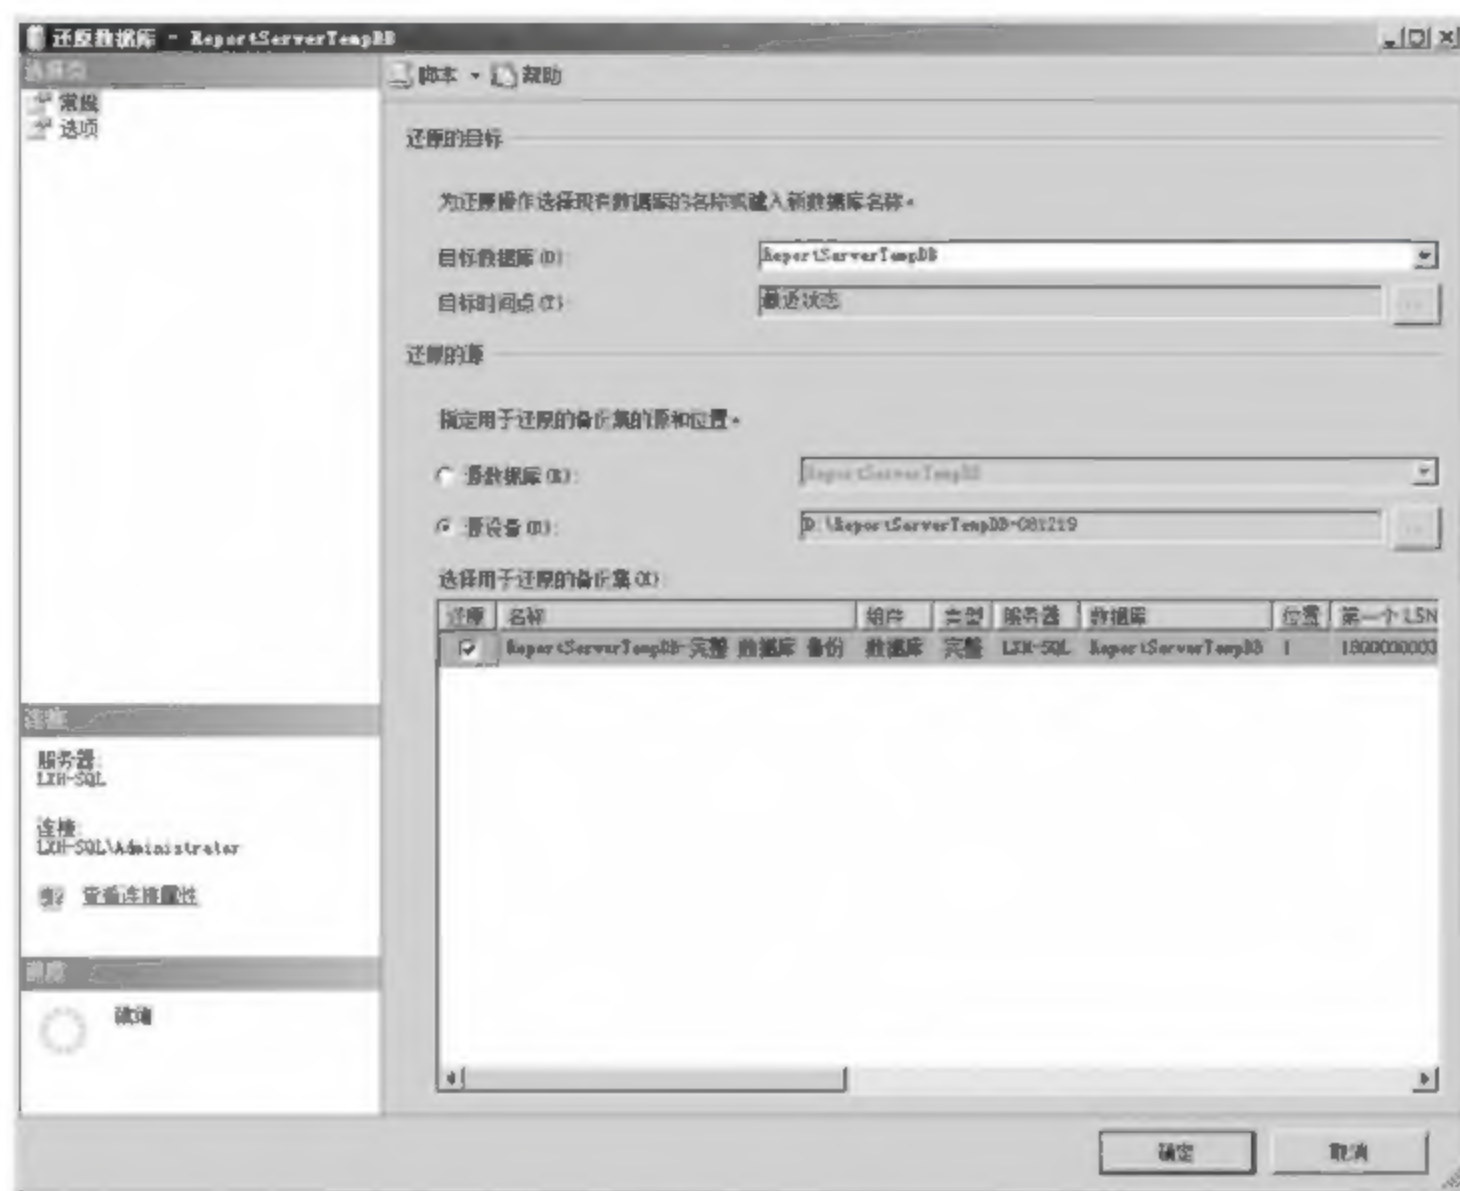 还原数据库 - ReportServerTempDB
选择页
常规
选项
脚本 帮助
还原的目标
为还原操作选择现有数据库的名称或键入新数据库名称。
目标数据库(O):
ReportServerTempDB
目标时间点(T):
最近状态
还原的源
指定用于还原的备份集的源和位置。
源数据库(R):
ReportServerTempDB
源设备(D):
D:\ReportServerTempDB-081219
选择用于还原的备份集(X):
还原 名称 组件 类型 服务器 数据库 位置 第一个 LSN
ReportServerTempDB-完整 数据库 备份 数据库 完整 LXH-SQL ReportServerTempDB 1
连接
服务器:
LXH-SQL
连接:
LXH-SQL\Administrator
查看连接属性
进度
就绪
确定 取消